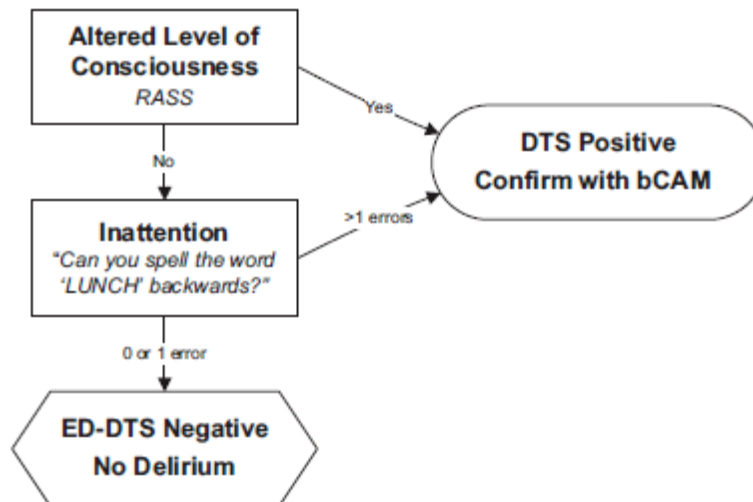 Altered Level of
Consciousness
RASS
Yes
DTS Positive
Confirm with bCAM
No
Inattention
"Can you spell the word
‘LUNCH’ backwards?"
>1 errors
0 or 1 error
ED-DTS Negative
No Delirium